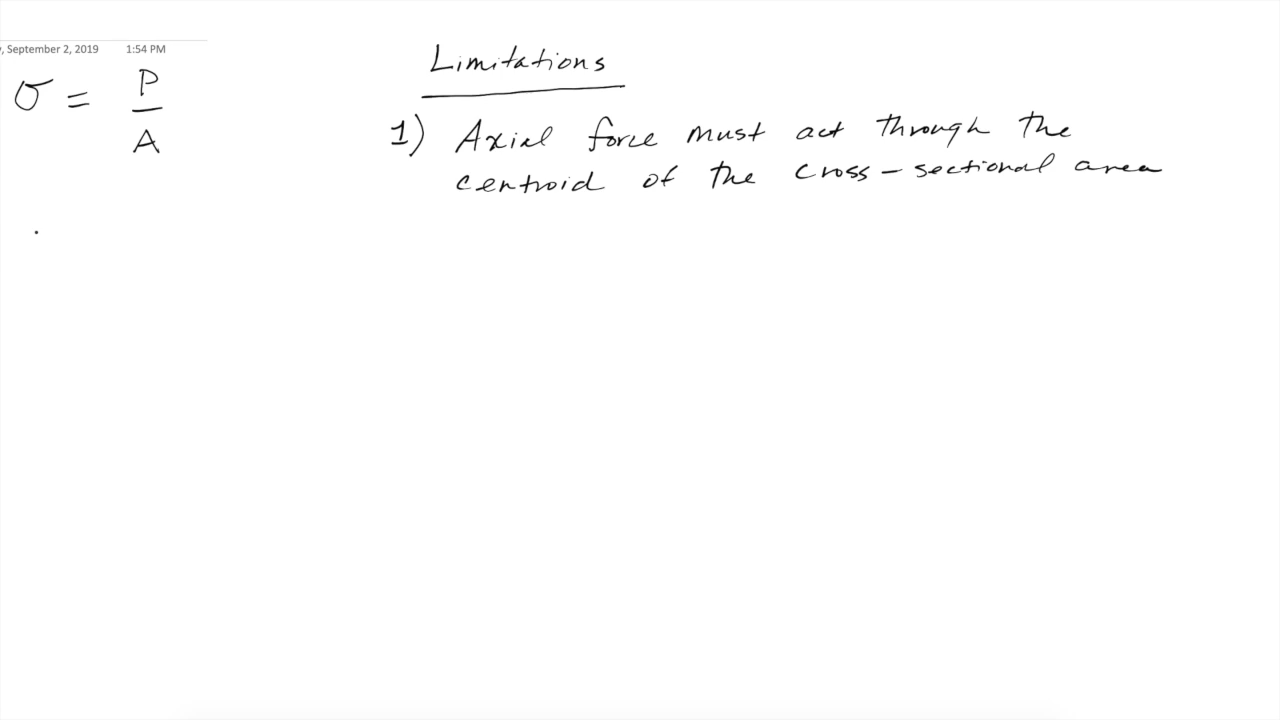 , September 2, 2019 1:54 PM
σ = P
A
Limitations
1) Axial force must act through the
centroid of the cross-sectional area